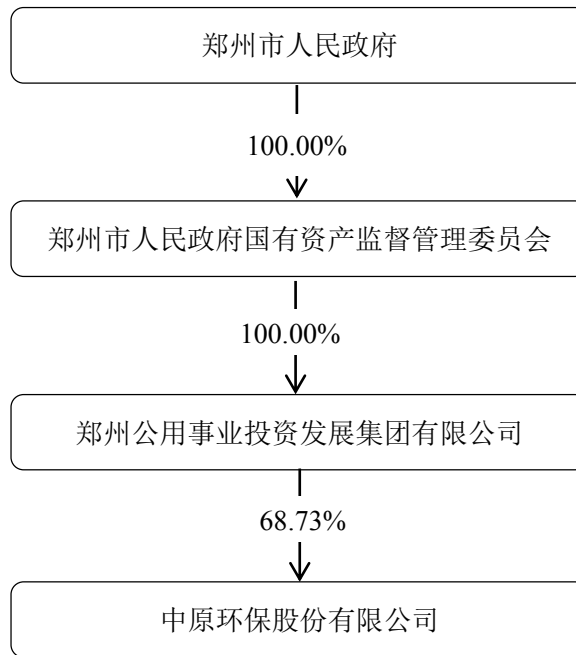 郑州市人民政府
100.00%
郑州市人民政府国有资产监督管理委员会
100.00%
郑州公用事业投资发展集团有限公司
68.73%
中原环保股份有限公司